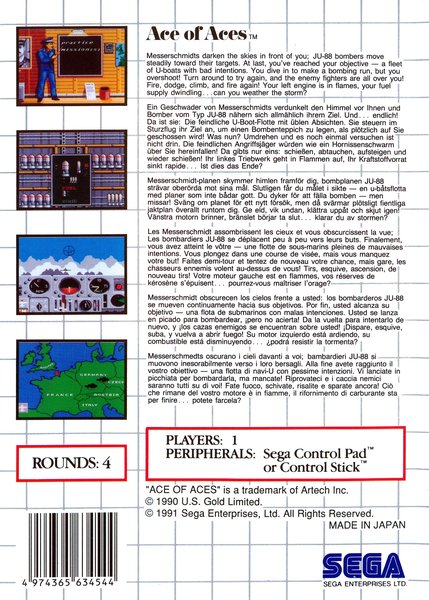 Ace of Aces™
Messerschmidts darken the skies in front of you; JU-88 bombers move
steadily toward their targets. At last, you've reached your objective — a fleet
of U-boats with bad intentions. You dive in to make a bombing run, but you
overshoot! Turn around to try again, and the enemy fighters are all over you!
Fire, dodge, climb, and fire again! Your left engine is in flames, your fuel
supply dwindling... can you weather the storm?
Ein Geschwader von Messerschmidts verdunkelt den Himmel vor Ihnen und
Bomber vom Typ JU-88 nähern sich allmählich ihrem Ziel. Und... endlich!
Da ist sie: Die feindliche U-Boot-Flotte mit üblen Absichten. Sie steuern im
Sturzflug ihr Ziel an, um einen Bombenteppich zu legen, als plötzlich auf Sie
geschossen wird! Was nun? Umdrehen und es noch einmal versuchen ist
nicht drin. Die feindlichen Angriffsjäger würden wie ein Hornissenschwarm
über Sie hereinfallen! Da gibts nur eins: schießen, abtauchen, aufsteigen und
wieder schießen! Ihr linkes Triebwerk geht in Flammen auf, Ihr Kraftstoffvorrat
sinkt rapide... Ist dies das Ende?
Messerschmidt-planen skymmer himlen framför dig, bombplanen JU-88
strävar oberörda mot sina mål. Slutligen får du målet i sikte — en u-båtsflotta
med planer som inte bådar gott. Du dyker för att fälla bomben — men
missar! Sväng om planet för ett nytt försök, men då svärmar plötsligt fientliga
jaktplan överallt runtom dig. Ge eld, vik undan, klättra uppåt och skjut igen!
Vänstra motorn brinner, bränslet börjar ta slut... klarar du av stormen?
Les Messerschmidt assombrissent les cieux et vous obscurcissent la vue;
Les bombardiers JU-88 se déplacent peu à peu vers leurs buts. Finalement,
vous avez atteint le vôtre — une flotte de sous-marins pleines de mauvaises
intentions. Vous plongez dans une course de visée, mais vous manquez
votre but! Faites demi-tour et tentez de nouveau votre chance, mais gare, les
chasseurs ennemis volent au-dessus de vous! Tirs, esquive, ascension, de
nouveau tirs! Votre moteur gauche est en flammes, vos réserves de
kérosène s'épuisent... pourrez-vous maîtriser l'orage?
Messerschmidt obscurecen los cielos frente a usted: los bombarderos JU-88
se mueven continuamente hacia sus objetivos. Por fin, usted alcanza su
objetivo — una flota de submarinos con malas intenciones. Usted se lanza
en picado para bombardear, ¡pero no acierta! Da la vuelta para intentarlo de
nuevo, y ¡los cazas enemigos se encuentran sobre usted! ¡Dispare, esquive,
suba, y vuelva a abrir fuego! Su motor izquierdo está ardiendo, su
combustible está disminuyendo... ¿podrá resistir la tormenta?
Messerchmedts oscurano i cieli davanti a voi; bambardieri JU-88 si
muovono inesorabilmente verso i loro bersagli. Alla fine avete raggiunto il
vostro obiettivo — una flotta di navi-U con pessime intenzioni. Vi lanciate in
picchiata per bombardarla, ma mancate! Riprovateci e i caccia nemici
saranno tutti su di voi! Date fuoco, schivate, risalite e sparate ancora! Ciò
che rimane del vostro motore è in fiamme, il rifornimento di carburante sta
per finire... potete farcela?
practice
missions!
FUEL
GERMANY
FRANCE
AUSTRIA
ITALY
ROUNDS: 4
PLAYERS: 1
PERIPHERALS: Sega Control Pad™
or Control Stick™
"ACE OF ACES" is a trademark of Artech Inc.
© 1990 U.S. Gold Limited.
© 1991 Sega Enterprises, Ltd. All Rights Reserved.
MADE IN JAPAN
4 974365 634544
SEGA
SEGA ENTERPRISES LTD.